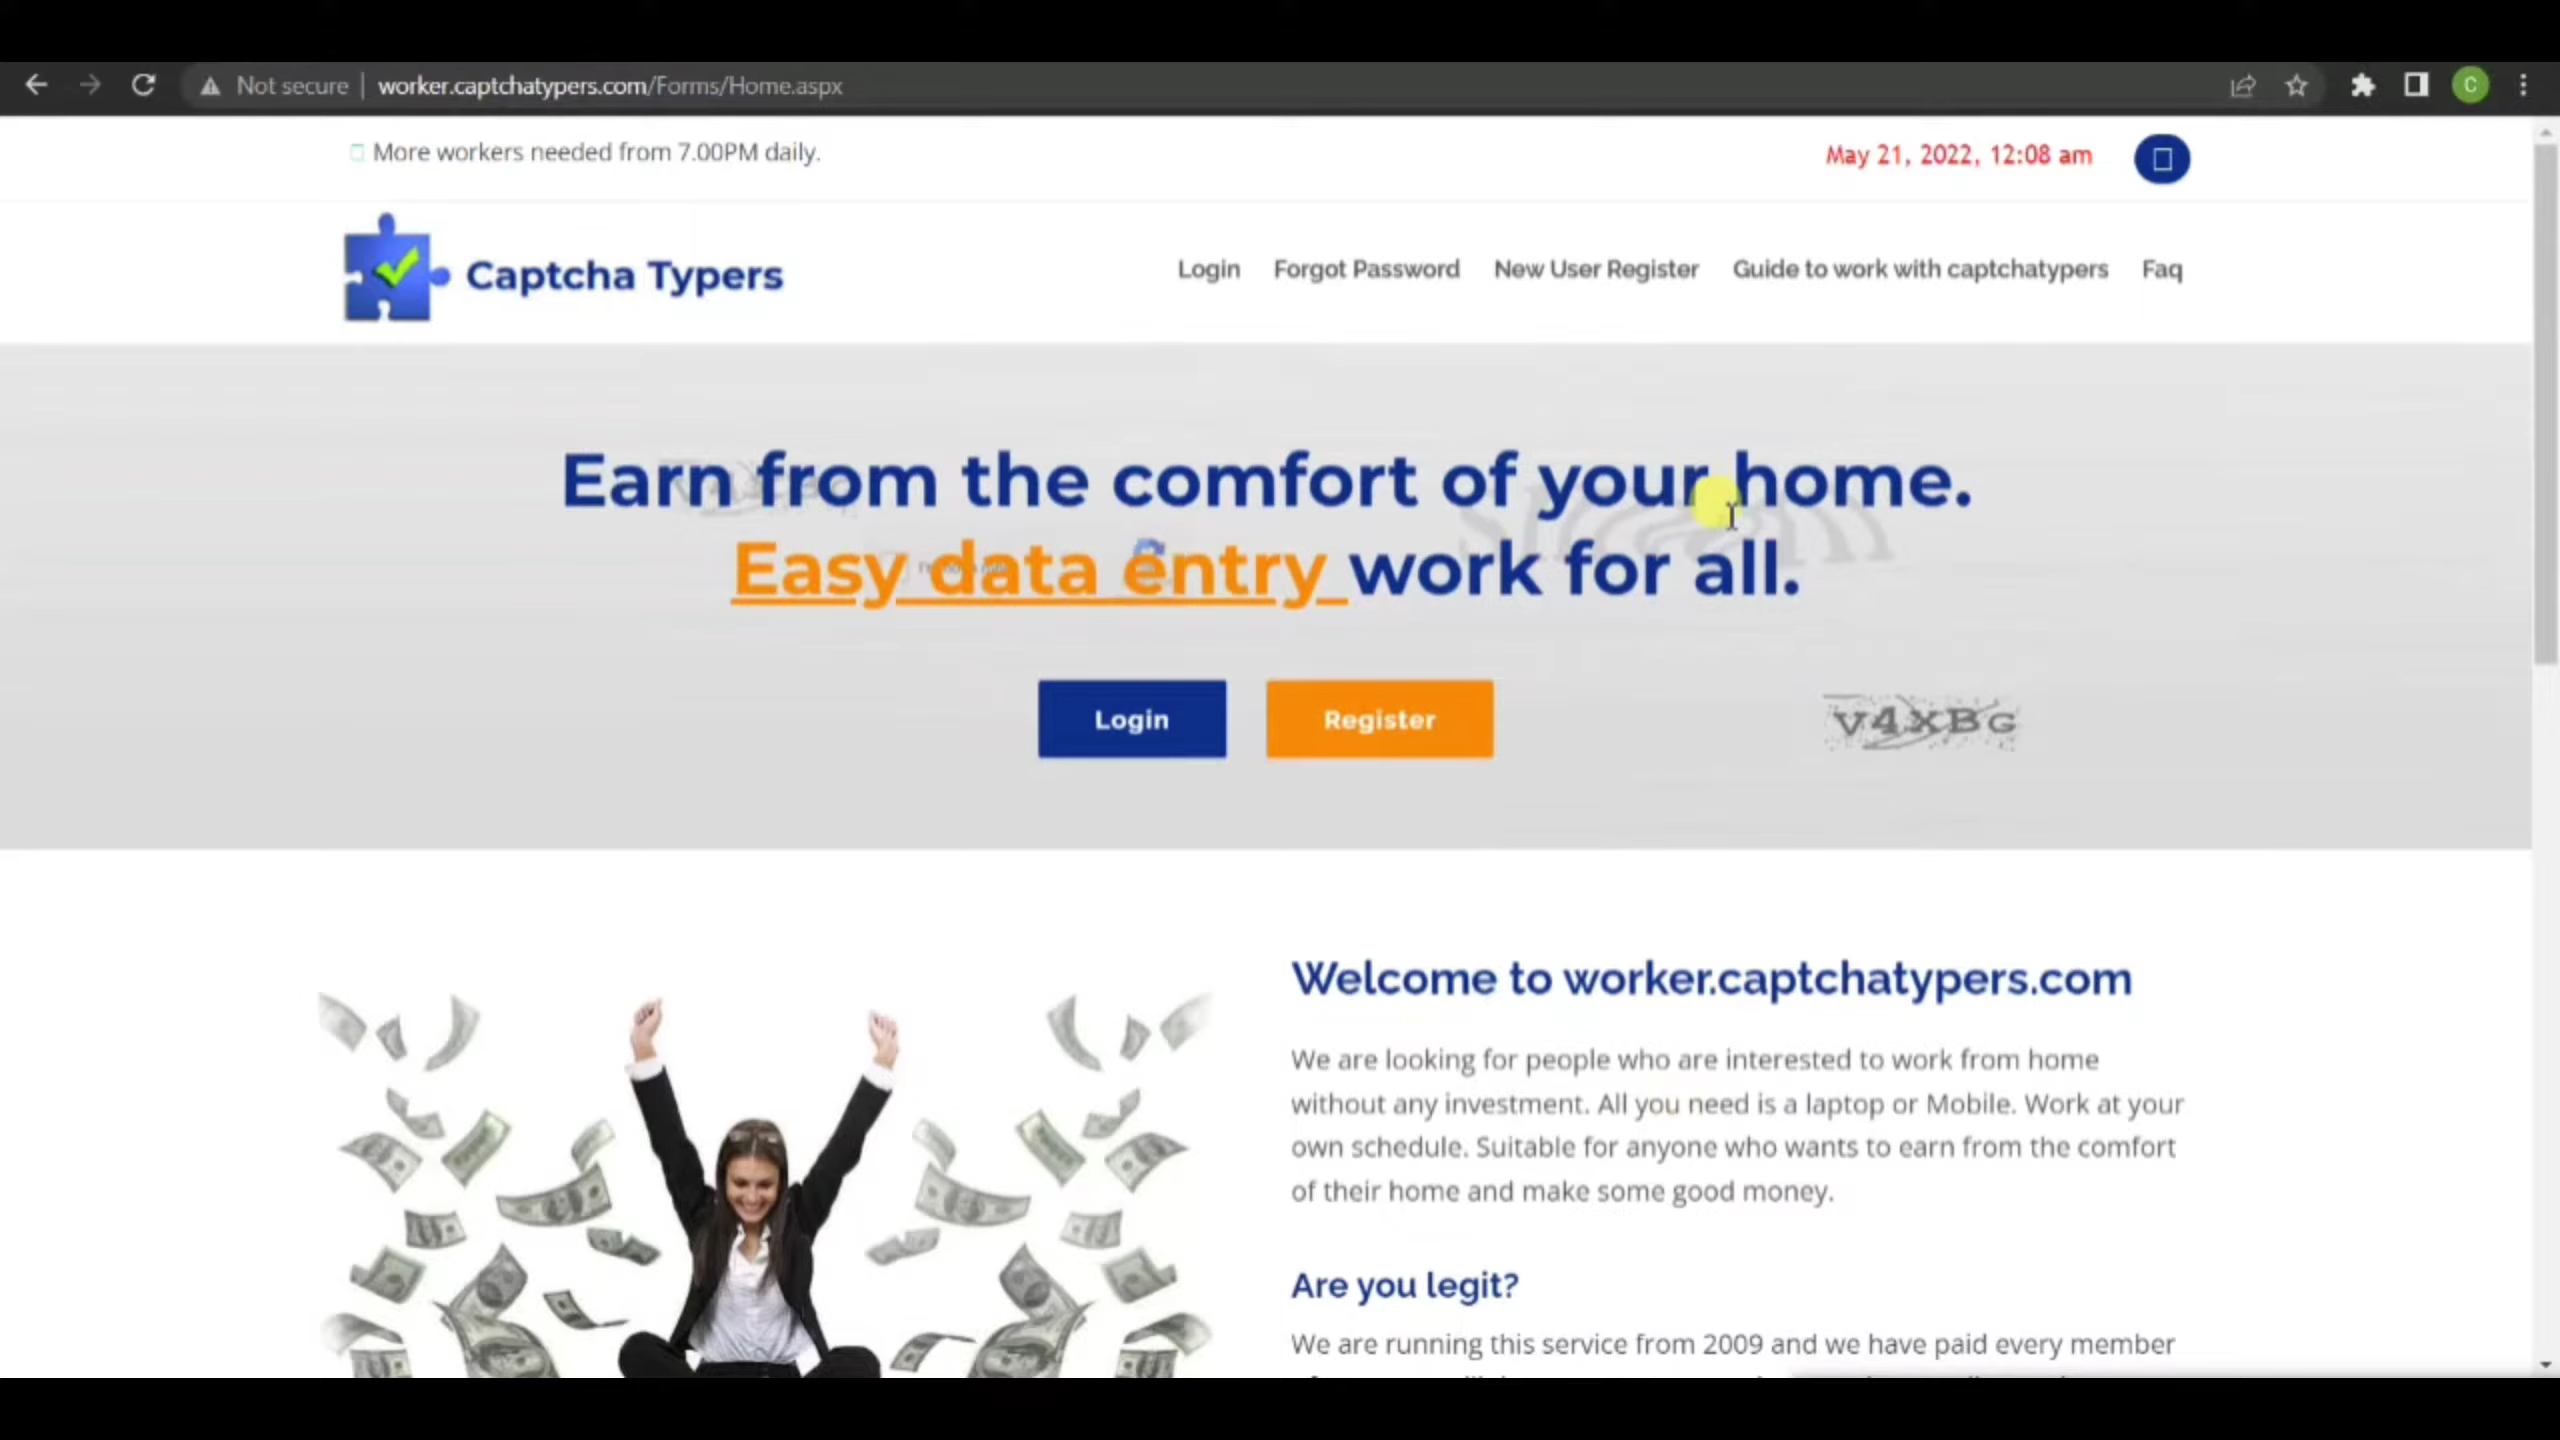 Not secure
worker.captchatypers.com/Forms/Home.aspx
C
More workers needed from 7.00PM daily.
May 21, 2022, 12:08 am
Captcha Typers
Login
Forgot Password
New User Register
Guide to work with captchatypers
Faq
Earn from the comfort of your home.
Easy data entry work for all.
Login
Register
V4XBG
Welcome to worker.captchatypers.com
We are looking for people who are interested to work from home
without any investment. All you need is a laptop or Mobile. Work at your
own schedule. Suitable for anyone who wants to earn from the comfort
of their home and make some good money.
Are you legit?
We are running this service from 2009 and we have paid every member